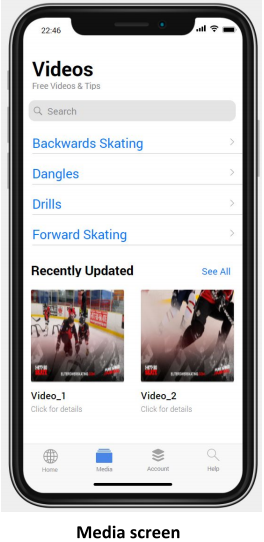 22:46
Videos
Free Videos & Tips
Search
Backwards Skating
Dangles
Drills
Forward Skating
Recently Updated See All
Video_1 Video_2
Click for details Click for details
Home Media Account Help
Media screen